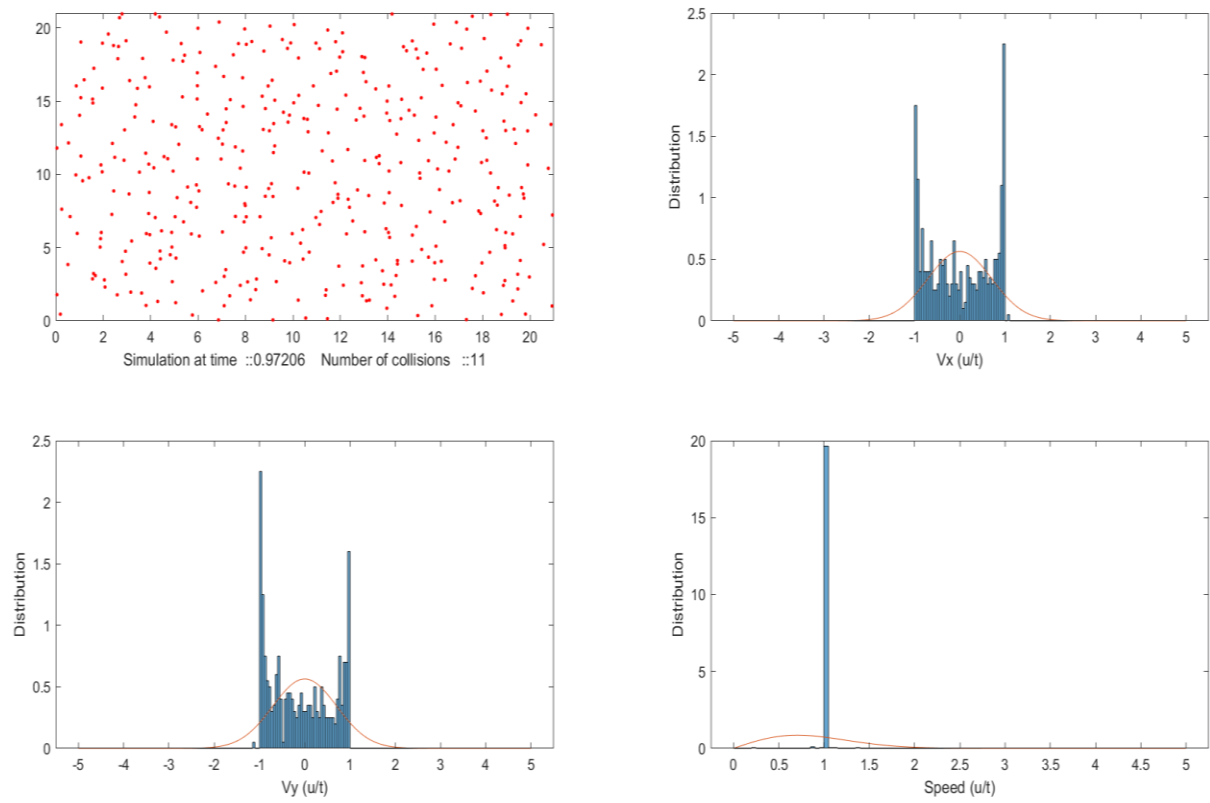 20
15
10
5
0
0 2 4 6 8 10 12 14 16 18 20
Simulation at time ::0.97206 Number of collisions ::11
2.5
2
1.5
1
0.5
0
Distribution
-5 -4 -3 -2 -1 0 1 2 3 4 5
Vx (u/t)
2.5
2
1.5
1
0.5
0
Distribution
-5 -4 -3 -2 -1 0 1 2 3 4 5
Vy (u/t)
20
15
10
5
0
Distribution
0 0.5 1 1.5 2 2.5 3 3.5 4 4.5 5
Speed (u/t)